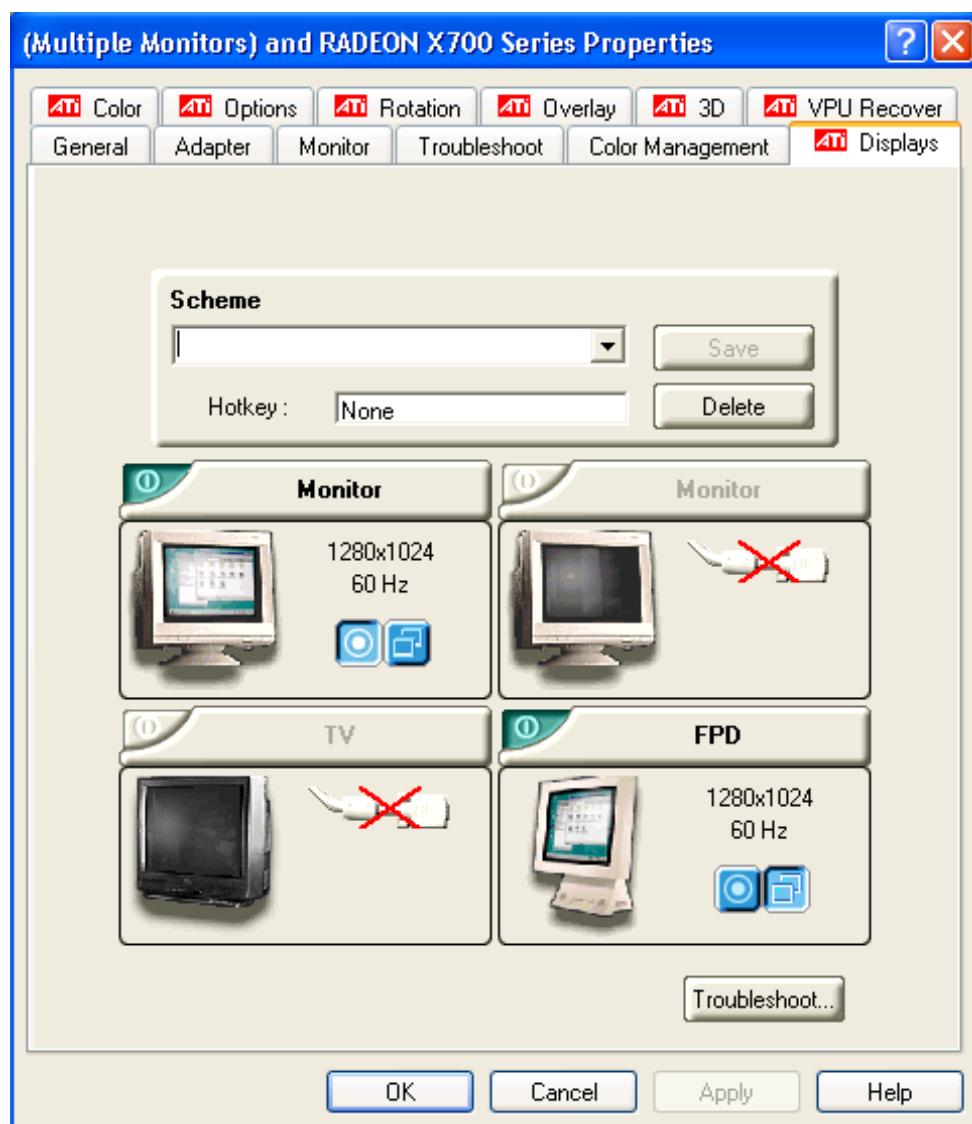 (Multiple Monitors) and RADEON X700 Series Properties
ATI Color ATI Options ATI Rotation ATI Overlay ATI 3D ATI VPU Recover
General Adapter Monitor Troubleshoot Color Management ATI Displays
Scheme
Save
Hotkey : None Delete
Monitor Monitor
1280x1024
60 Hz
TV FPD
1280x1024
60 Hz
Troubleshoot...
OK Cancel Apply Help